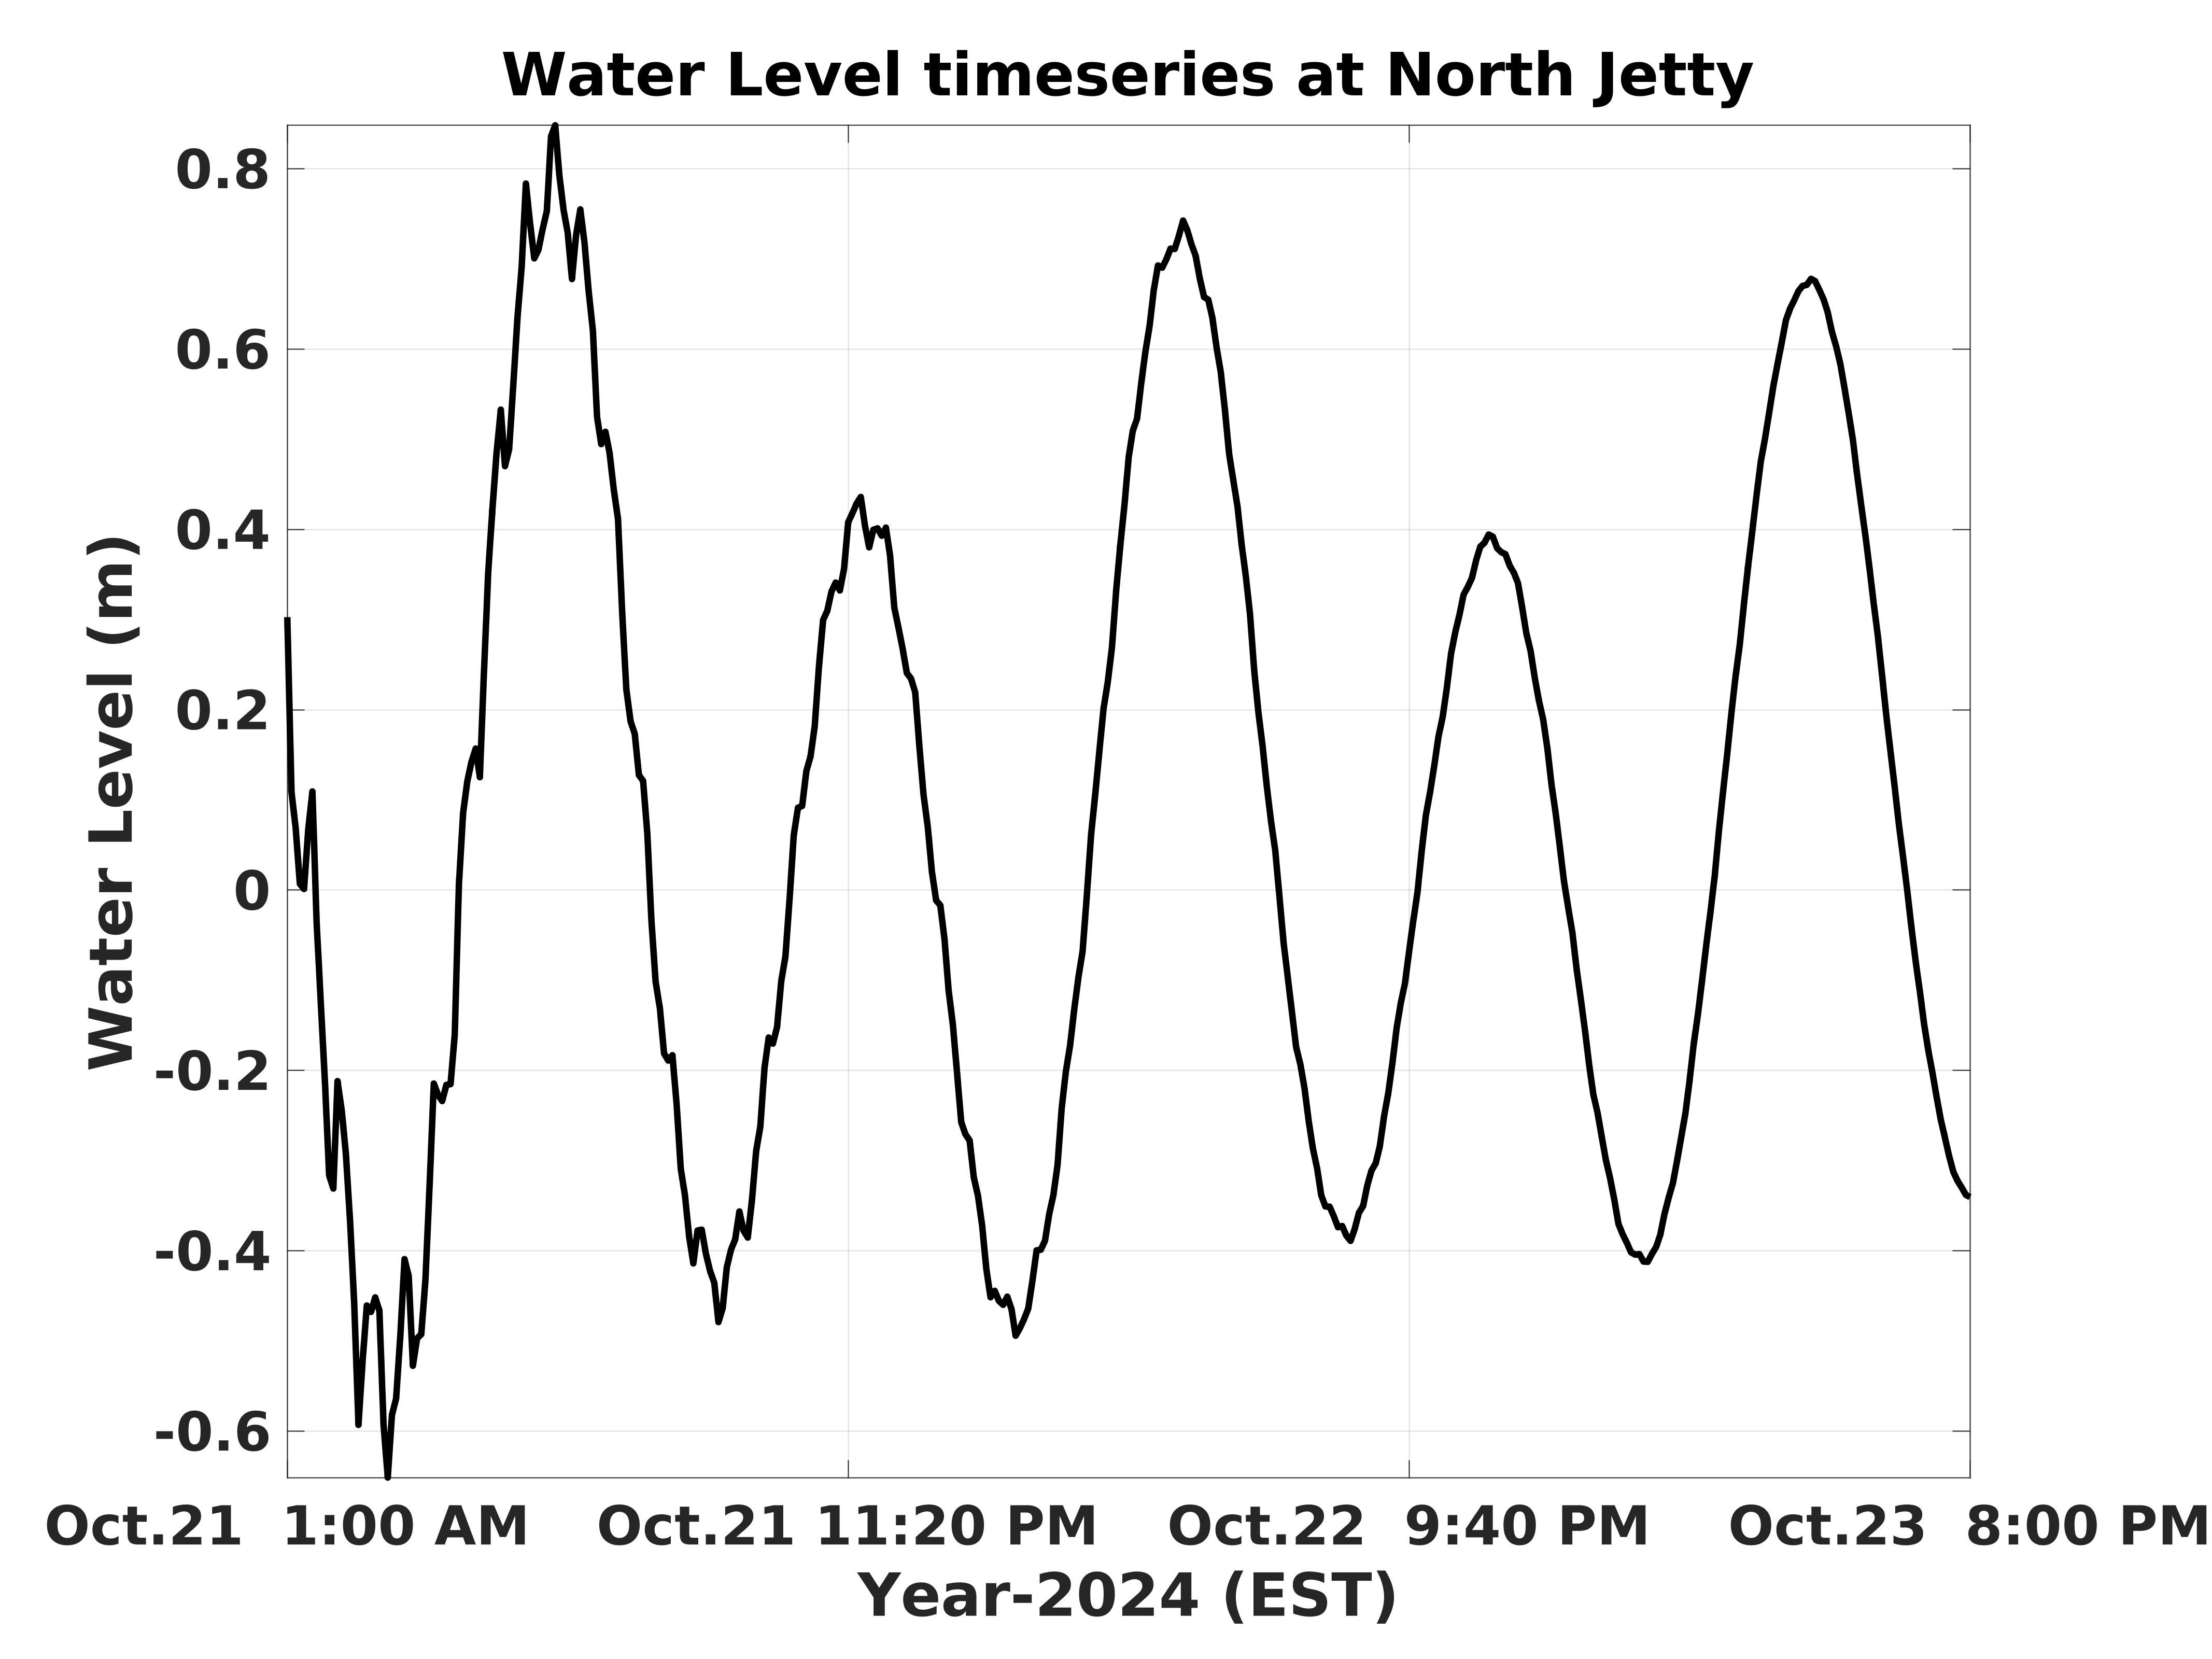 Water Level timeseries at North Jetty
0.8
0.6
0.4
0.2
0
-0.2
-0.4
-0.6
Water Level (m)
Oct.21 1:00 AM Oct.21 11:20 PM Oct.22 9:40 PM Oct.23 8:00 PM
Year-2024 (EST)